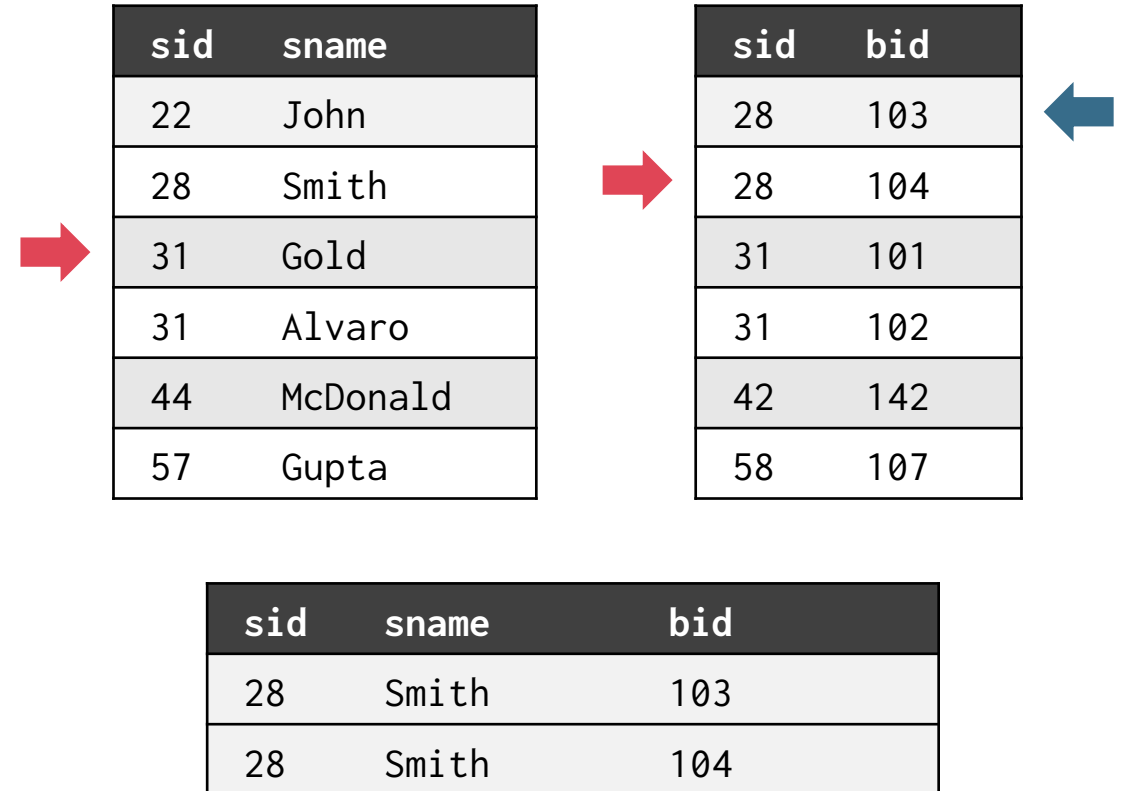 sid sname
22 John
28 Smith
31 Gold
31 Alvaro
44 McDonald
57 Gupta
sid bid
28 103
28 104
31 101
31 102
42 142
58 107
sid sname bid
28 Smith 103
28 Smith 104